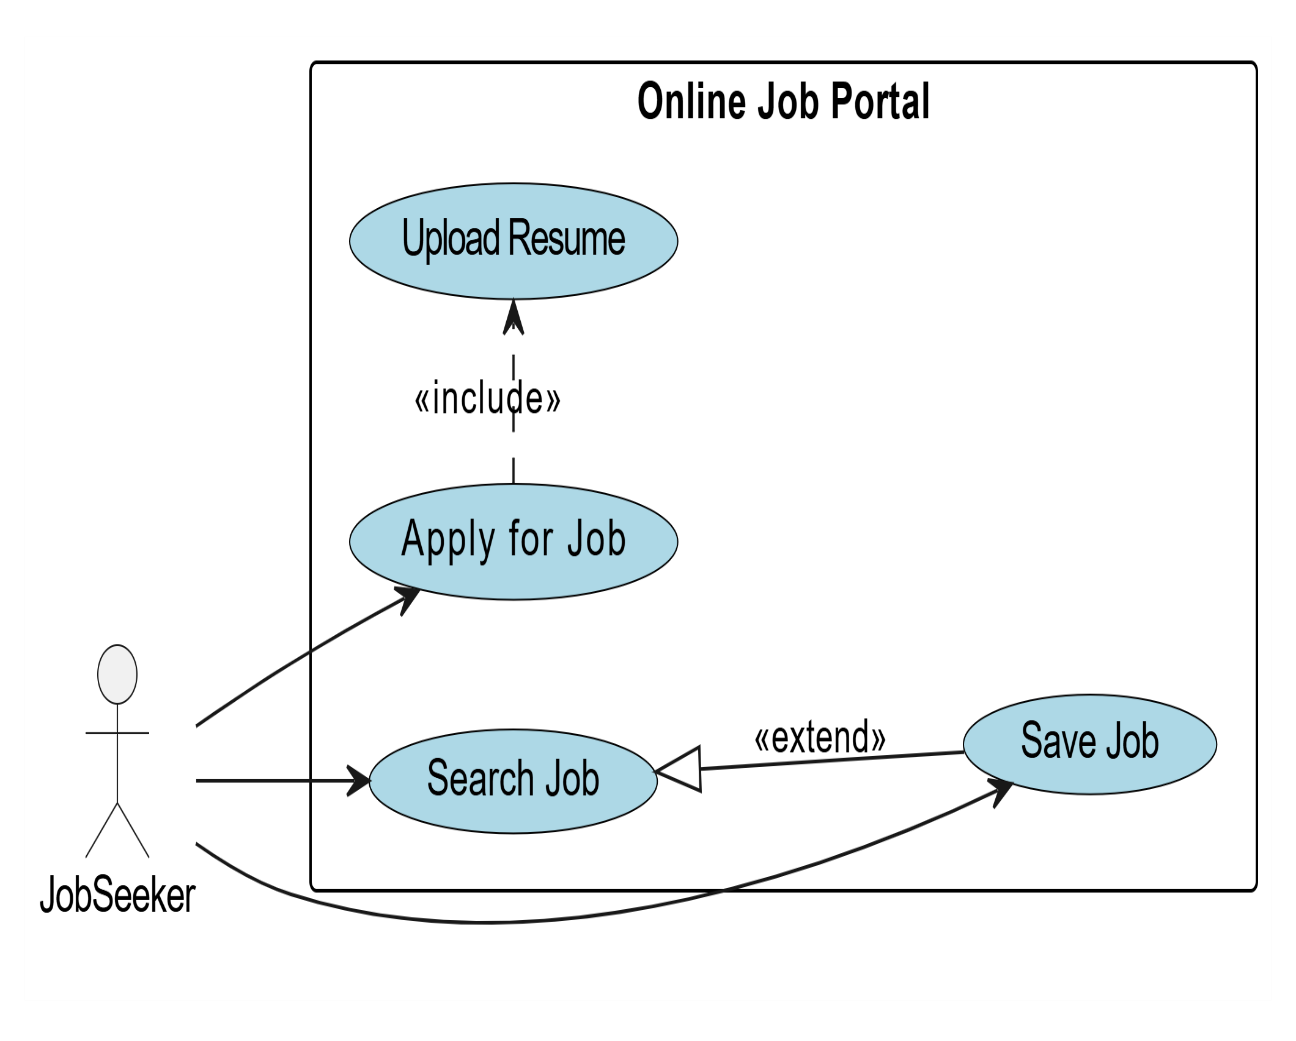 Online Job Portal
Upload Resume
«include»
Apply for Job
«extend»
Save Job
Search Job
JobSeeker